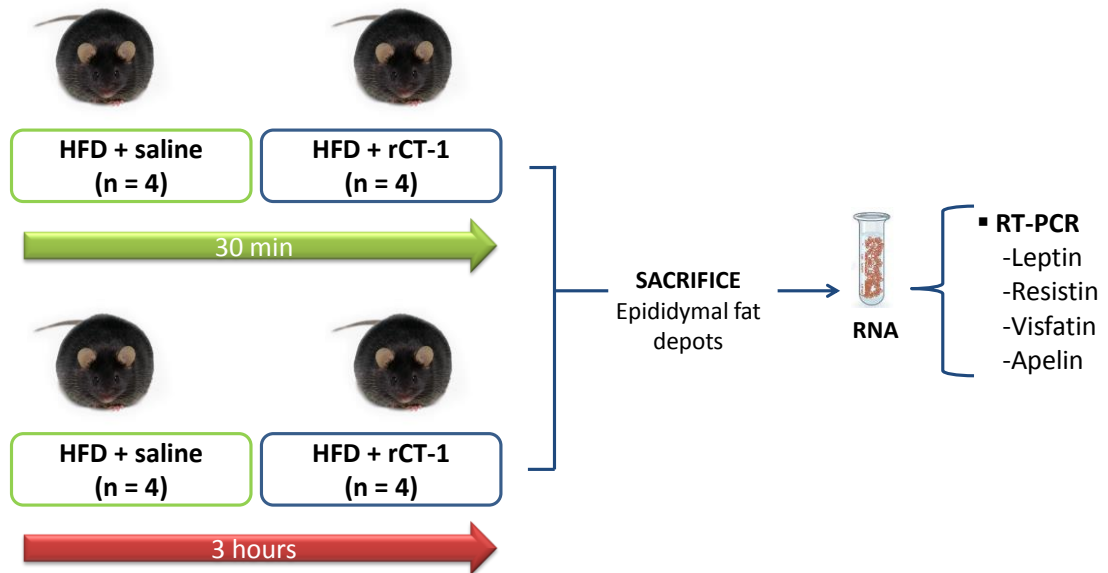 HFD + saline
(n = 4)
HFD + rCT-1
(n = 4)
30 min
HFD + saline
(n = 4)
HFD + rCT-1
(n = 4)
3 hours
SACRIFICE
Epididymal fat
depots
RNA
▪ RT-PCR
-Leptin
-Resistin
-Visfatin
-Apelin